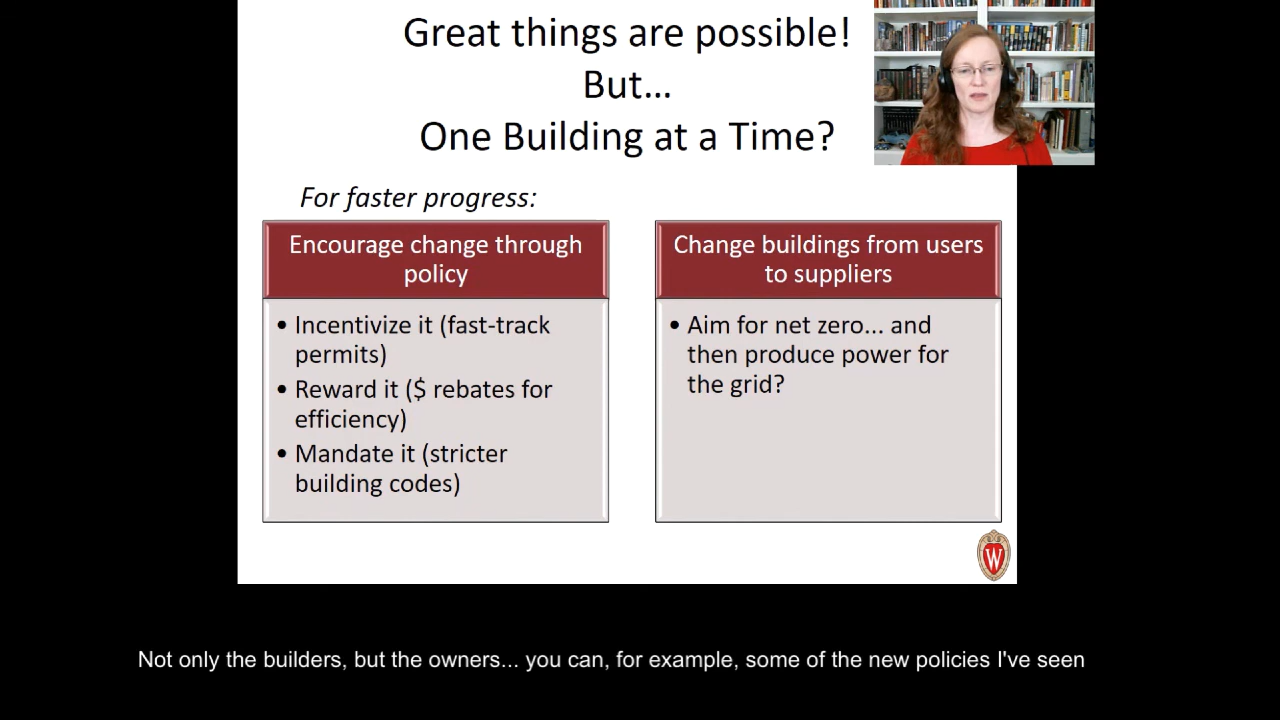 Great things are possible!
But...
One Building at a Time?
For faster progress:
Encourage change through
policy
• Incentivize it (fast-track
permits)
• Reward it ($ rebates for
efficiency)
• Mandate it (stricter
building codes)
Change buildings from users
to suppliers
• Aim for net zero... and
then produce power for
the grid?
W
Not only the builders, but the owners... you can, for example, some of the new policies I've seen